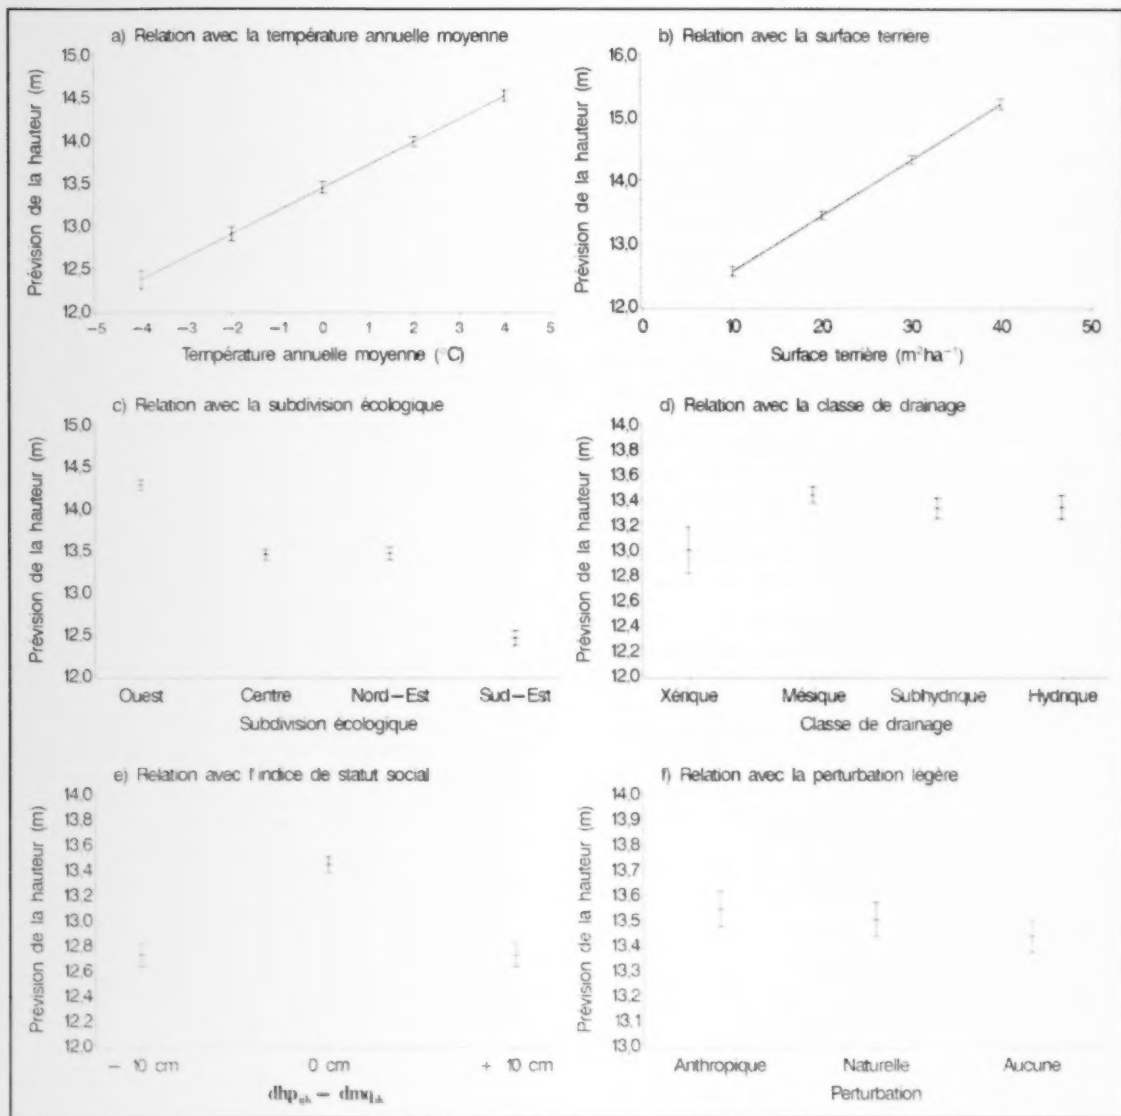 a) Relation avec la température annuelle moyenne
Prévision de la hauteur (m)
15,0
14,5
14,0
13,5
13,0
12,5
12,0
−5 −4 −3 −2 −1 0 1 2 3 4 5
Température annuelle moyenne (°C)
b) Relation avec la surface terrière
Prévision de la hauteur (m)
16,0
15,0
14,0
13,0
12,0
0 10 20 30 40 50
Surface terrière (m²ha⁻¹)
c) Relation avec la subdivision écologique
Prévision de la hauteur (m)
15,0
14,5
14,0
13,5
13,0
12,5
12,0
Ouest Centre Nord−Est Sud−Est
Subdivision écologique
d) Relation avec la classe de drainage
Prévision de la hauteur (m)
14,0
13,8
13,6
13,4
13,2
13,0
12,8
12,6
12,4
12,2
12,0
Xérique Mésique Subhydrique Hydrique
Classe de drainage
e) Relation avec l'indice de statut social
Prévision de la hauteur (m)
14,0
13,8
13,6
13,4
13,2
13,0
12,8
12,6
12,4
12,2
12,0
− 10 cm 0 cm + 10 cm
f) Relation avec la perturbation légère
Prévision de la hauteur (m)
14,0
13,9
13,8
13,7
13,6
13,5
13,4
13,3
13,2
13,1
13,0
Anthropique Naturelle Aucune
Perturbation